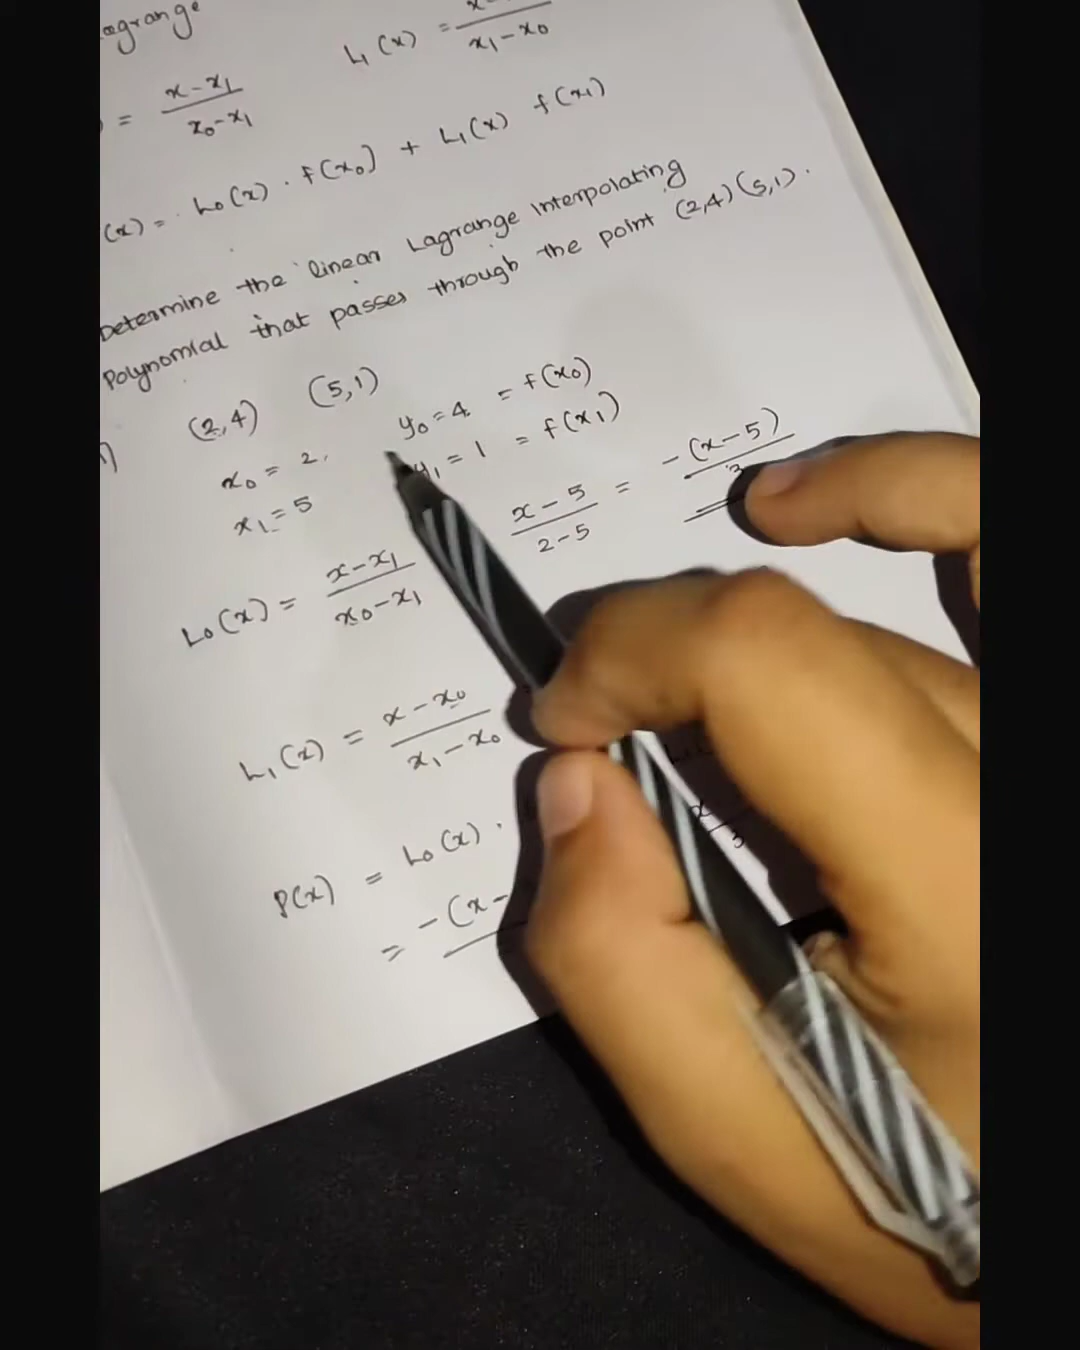 agrange
L₁(x) = x- / x₁-x₀
= x-x₁ / x₀-x₁
(x) = L₀(x) . f(x₀) + L₁(x) f(x₁)
Determine the linear Lagrange Interpolating
Polynomial that passes through the point (2,4) (5,1).
(2,4) (5,1)
x₀ = 2, y₀ = 4 = f(x₀)
x₁ = 5 y₁ = 1 = f(x₁)
L₀(x) = x-x₁ / x₀-x₁ x-5 / 2-5 = -(x-5) / 3
L₁(x) = x-x₀ / x₁-x₀
P(x) = L₀(x) .
= -(x-
x / 3